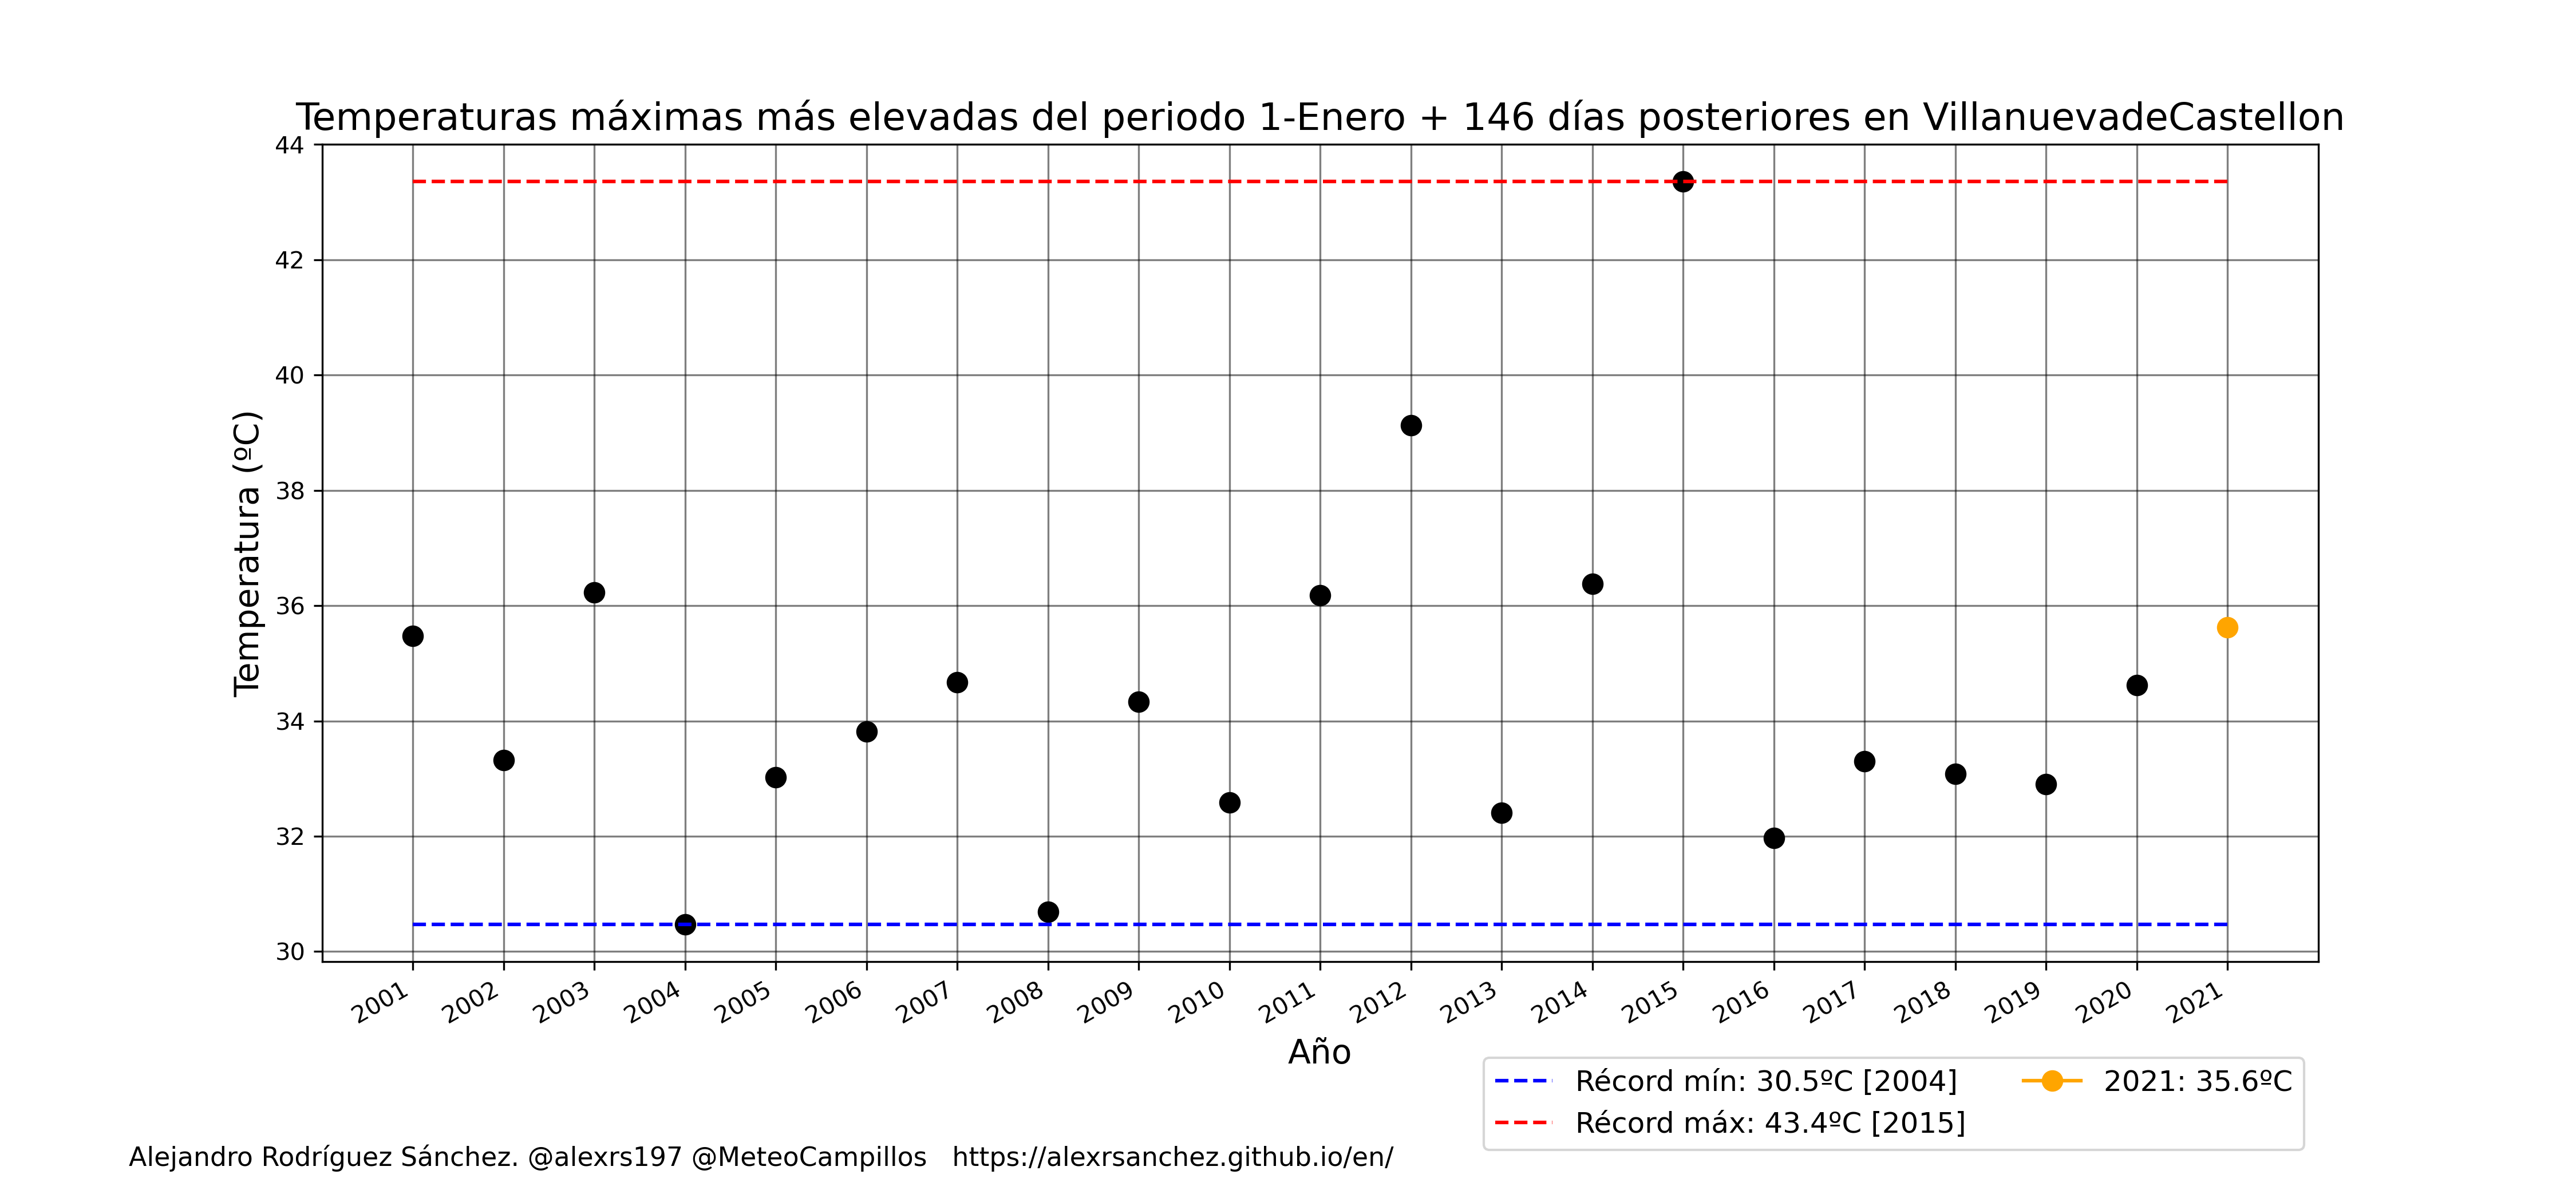 Temperaturas máximas más elevadas del periodo 1-Enero + 146 días posteriores en VillanuevadeCastellon
44
42
40
38
36
34
32
30
Temperatura (ºC)
2001 2002 2003 2004 2005 2006 2007 2008 2009 2010 2011 2012 2013 2014 2015 2016 2017 2018 2019 2020 2021
Año
Récord mín: 30.5ºC [2004]
Récord máx: 43.4ºC [2015]
2021: 35.6ºC
Alejandro Rodríguez Sánchez. @alexrs197 @MeteoCampillos https://alexrsanchez.github.io/en/